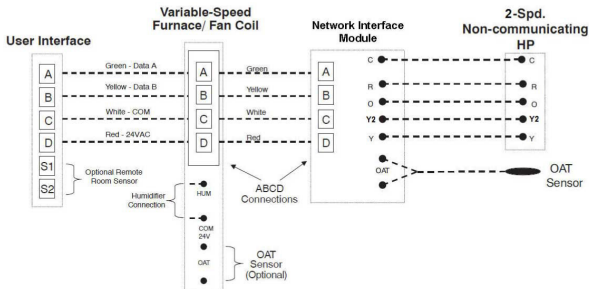 Variable-Speed
Furnace/ Fan Coil
Network Interface
Module
2-Spd.
Non-communicating
HP
User Interface
A
Green - Data A
A
Green
A
B
Yellow - Data B
B
Yellow
B
C
White - COM
C
White
C
D
Red - 24VAC
D
Red
D
C
C
R
R
O
O
Y2
Y2
Y
Y
S1
S2
Optional Remote
Room Sensor
Humidifier
Connection
HUM
COM
24V
OAT
ABCD
Connections
OAT
Sensor
(Optional)
OAT
OAT
Sensor